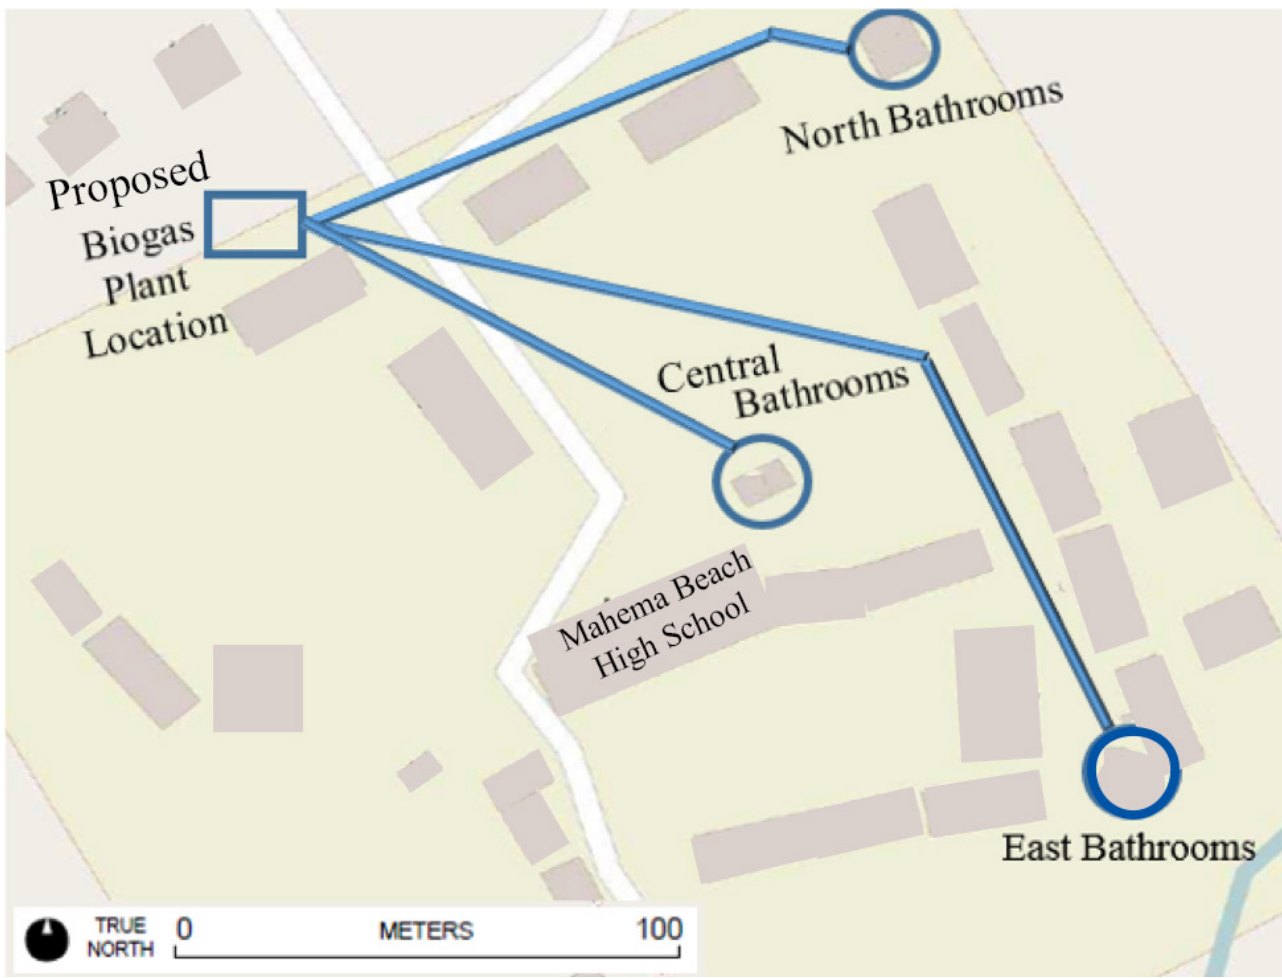 North Bathrooms
Proposed
Biogas
Plant
Location
Central
Bathrooms
Mahema Beach
High School
East Bathrooms
TRUE
NORTH
0
METERS
100